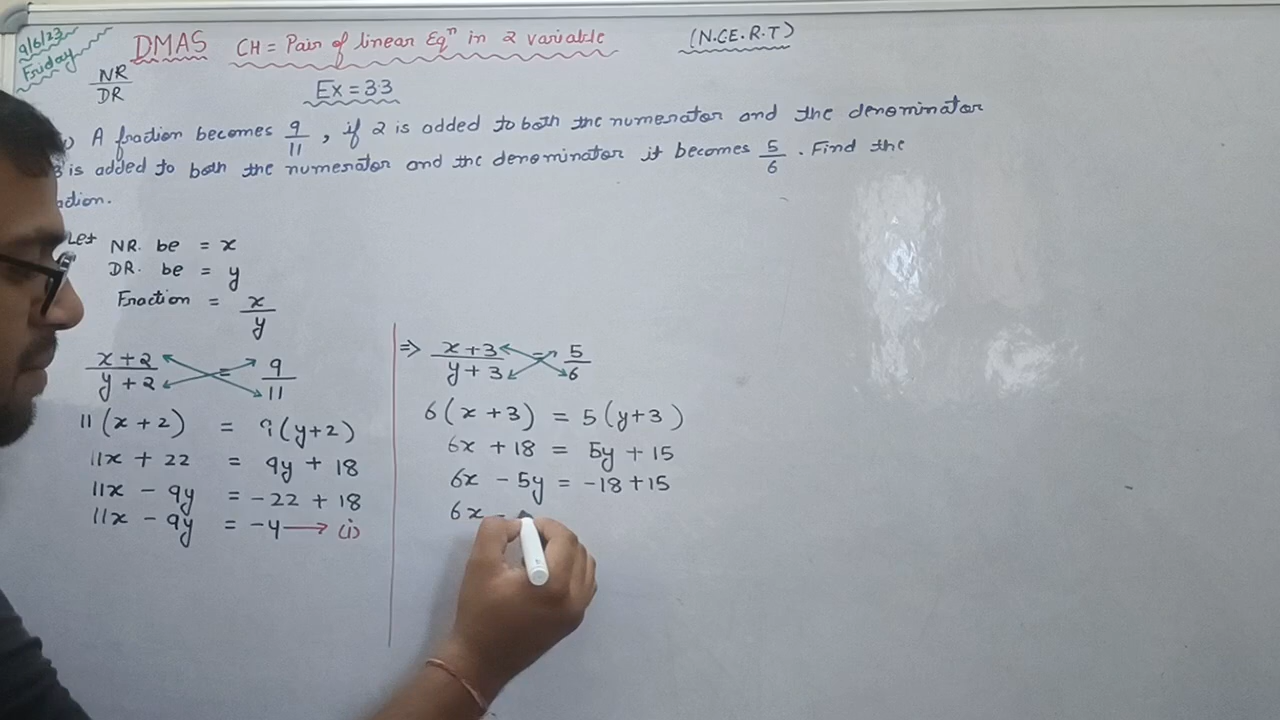 9/6/23
Friday
DMAS CH = Pair of linear Eqⁿ in 2 variable (N.C.E.R.T)
NR/DR
Ex = 3.3
) A fraction becomes 9/11, if 2 is added to both the numerator and the denominator
3 is added to both the numerator and the denominator it becomes 5/6. Find the
action.
Let NR. be = x
DR. be = y
Fraction = x/y
(x+2)/(y+2) = 9/11
11(x+2) = 9(y+2)
11x + 22 = 9y + 18
11x - 9y = -22 + 18
11x - 9y = -4 → (i)
⇒ (x+3)/(y+3) = 5/6
6(x+3) = 5(y+3)
6x + 18 = 5y + 15
6x - 5y = -18+15
6x -